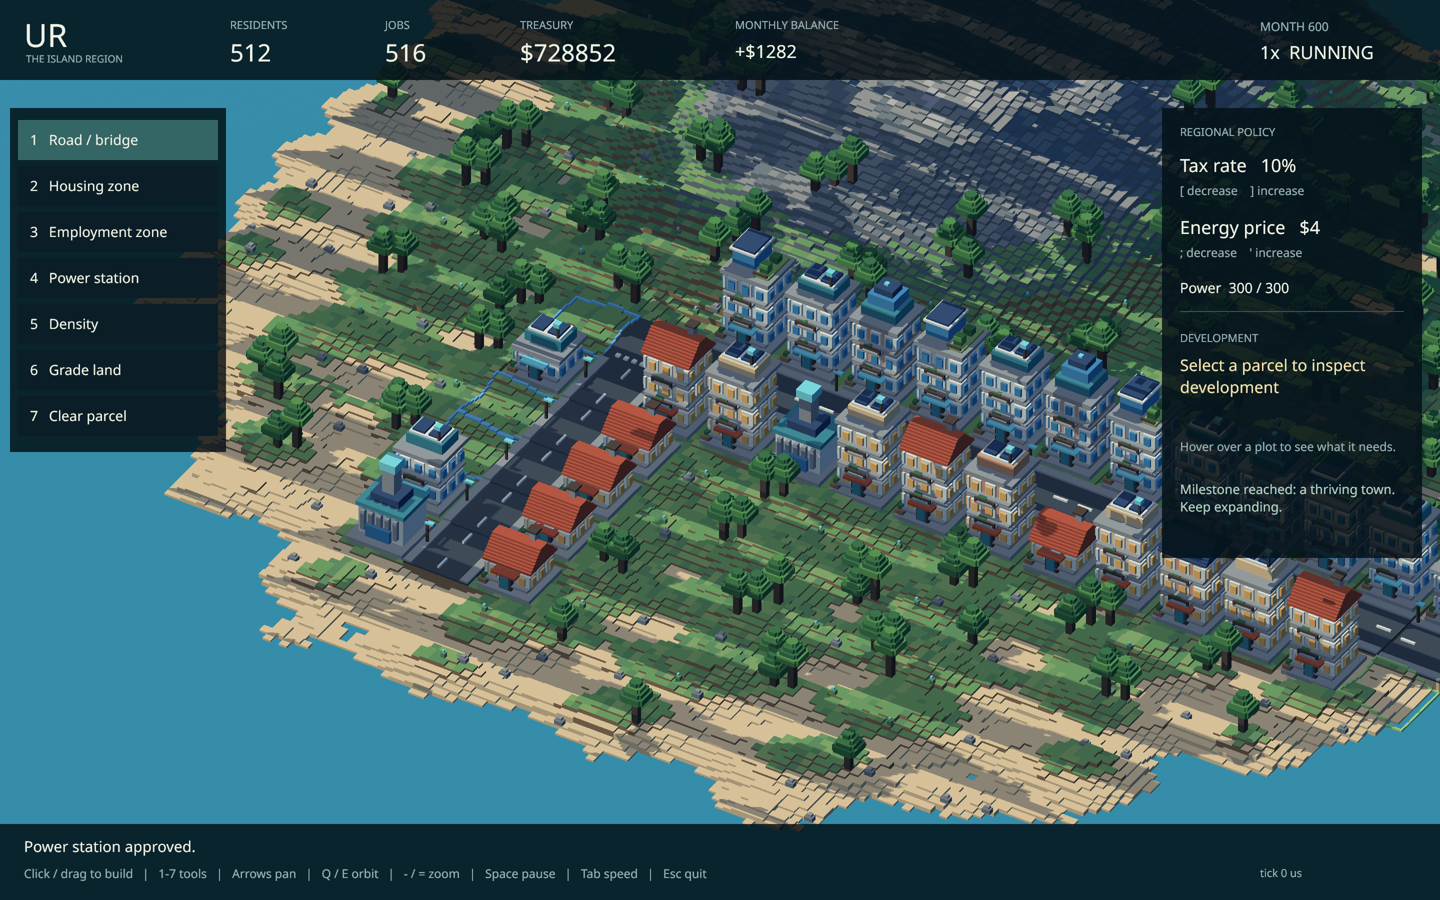 UR
THE ISLAND REGION
RESIDENTS
512
JOBS
516
TREASURY
$728852
MONTHLY BALANCE
+$1282
MONTH 600
1x RUNNING
1 Road / bridge
2 Housing zone
3 Employment zone
4 Power station
5 Density
6 Grade land
7 Clear parcel
REGIONAL POLICY
Tax rate 10%
[ decrease ] increase
Energy price $4
; decrease ' increase
Power 300 / 300
DEVELOPMENT
Select a parcel to inspect
development
Hover over a plot to see what it needs.
Milestone reached: a thriving town.
Keep expanding.
Power station approved.
Click / drag to build | 1-7 tools | Arrows pan | Q / E orbit | - / = zoom | Space pause | Tab speed | Esc quit
tick 0 us